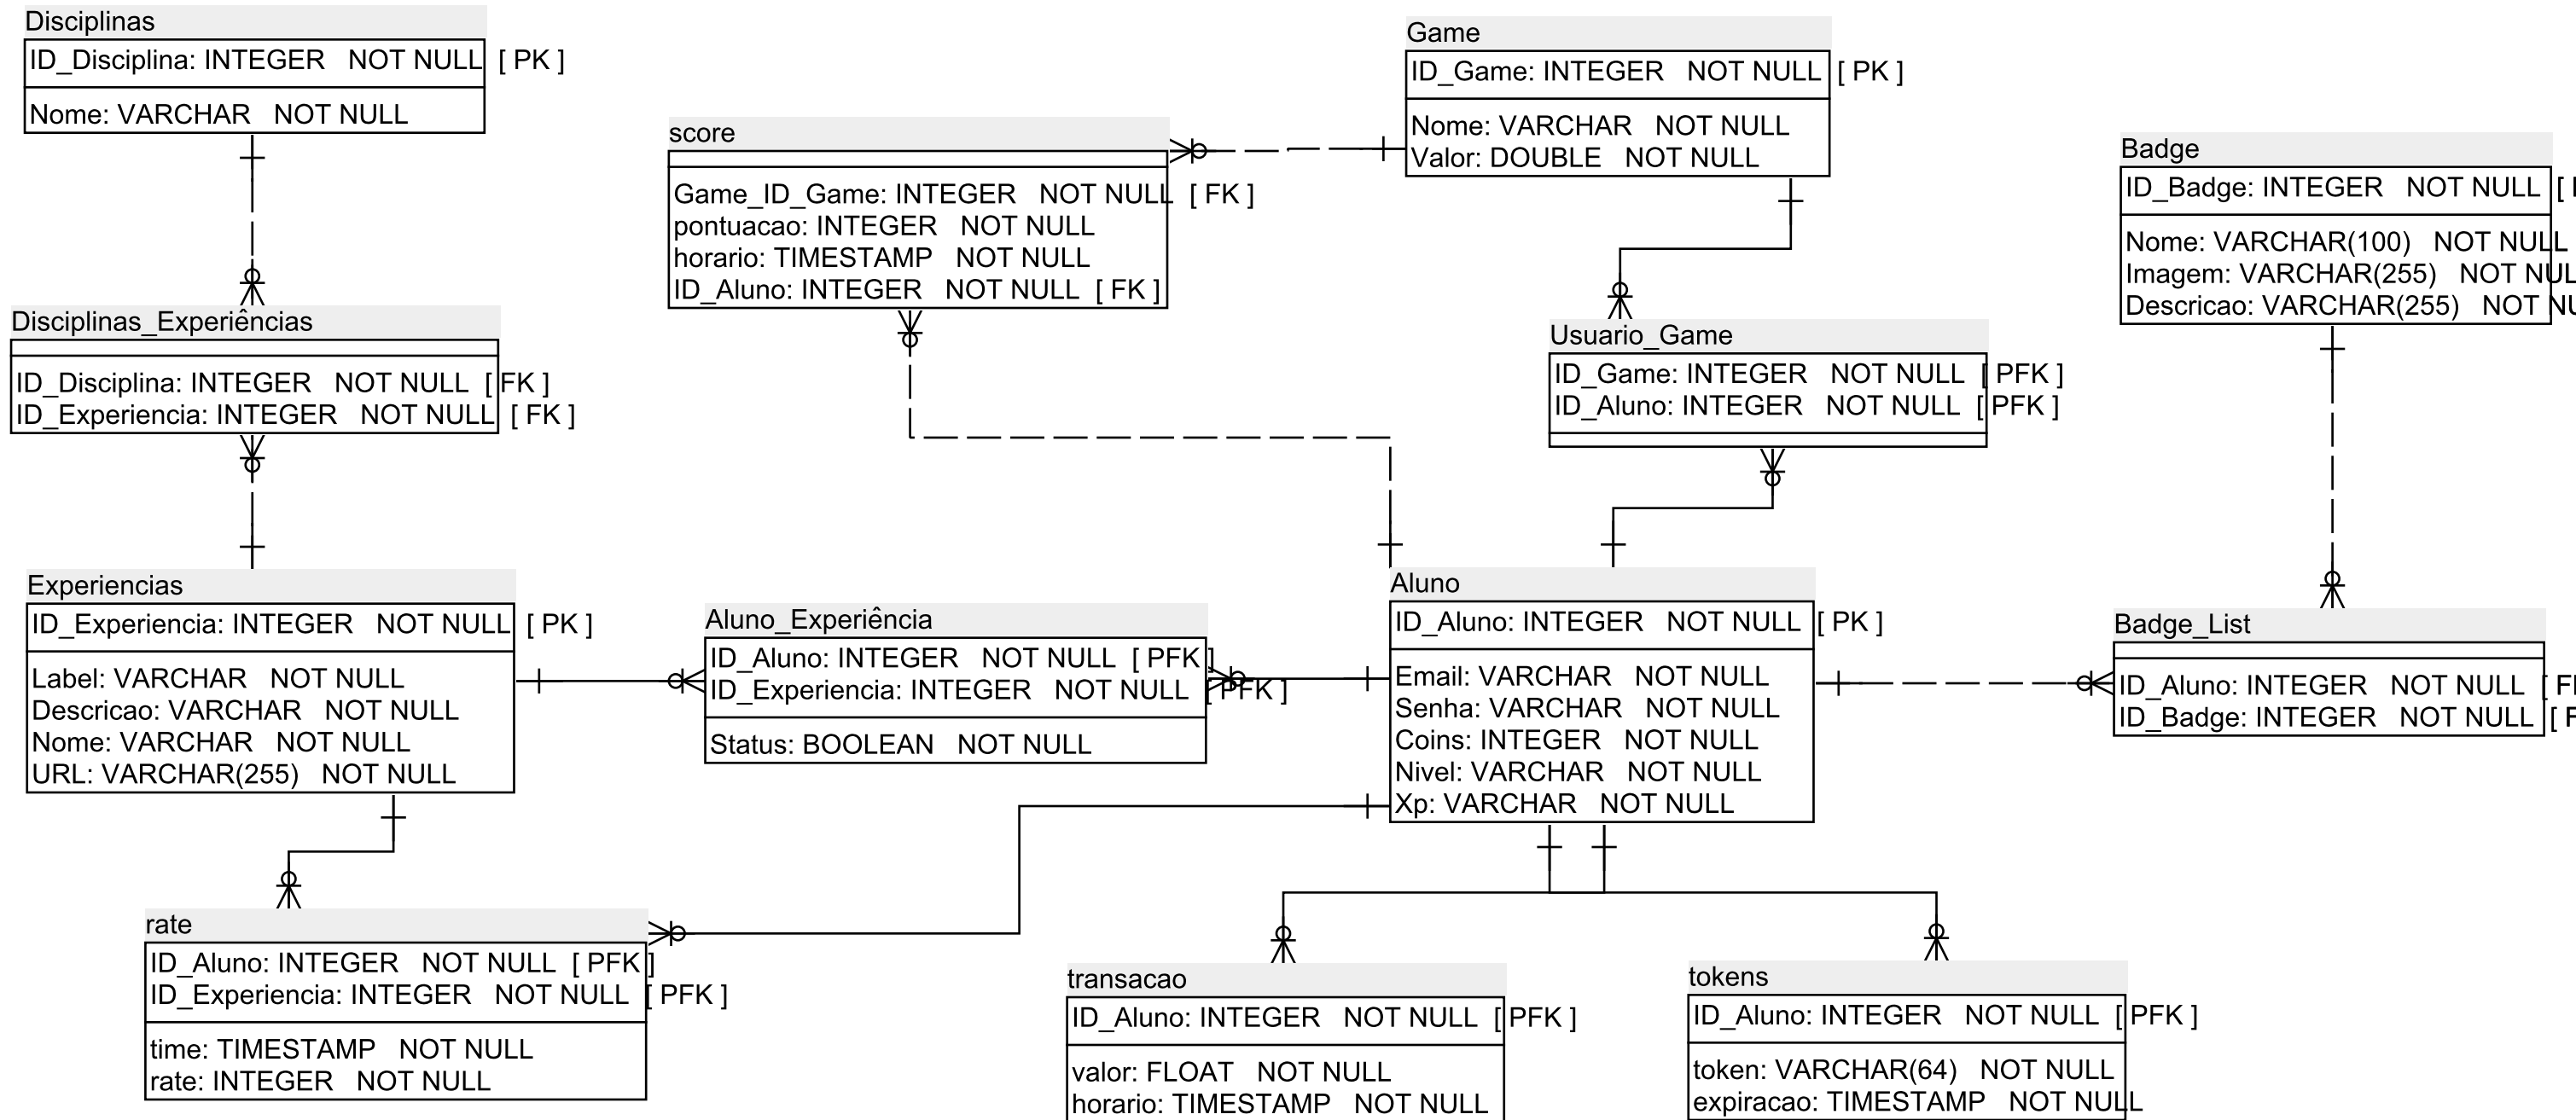 Disciplinas
ID_Disciplina: INTEGER NOT NULL [ PK ]
Nome: VARCHAR NOT NULL
Game
ID_Game: INTEGER NOT NULL [ PK ]
Nome: VARCHAR NOT NULL
Valor: DOUBLE NOT NULL
score
Game_ID_Game: INTEGER NOT NULL [ FK ]
pontuacao: INTEGER NOT NULL
horario: TIMESTAMP NOT NULL
ID_Aluno: INTEGER NOT NULL [ FK ]
Badge
ID_Badge: INTEGER NOT NULL [
Nome: VARCHAR(100) NOT NULL
Imagem: VARCHAR(255) NOT
Descricao: VARCHAR(255) NOT
Disciplinas_Experiências
ID_Disciplina: INTEGER NOT NULL [ FK ]
ID_Experiencia: INTEGER NOT NULL [ FK ]
Usuario_Game
ID_Game: INTEGER NOT NULL [ PFK ]
ID_Aluno: INTEGER NOT NULL [ PFK ]
Experiencias
ID_Experiencia: INTEGER NOT NULL [ PK ]
Label: VARCHAR NOT NULL
Descricao: VARCHAR NOT NULL
Nome: VARCHAR NOT NULL
URL: VARCHAR(255) NOT NULL
Aluno_Experiência
ID_Aluno: INTEGER NOT NULL [ PFK ]
ID_Experiencia: INTEGER NOT NULL [ PFK ]
Status: BOOLEAN NOT NULL
Aluno
ID_Aluno: INTEGER NOT NULL [ PK ]
Email: VARCHAR NOT NULL
Senha: VARCHAR NOT NULL
Coins: INTEGER NOT NULL
Nivel: VARCHAR NOT NULL
Xp: VARCHAR NOT NULL
Badge_List
ID_Aluno: INTEGER NOT NULL [
ID_Badge: INTEGER NOT NULL [
rate
ID_Aluno: INTEGER NOT NULL [ PFK ]
ID_Experiencia: INTEGER NOT NULL [ PFK ]
time: TIMESTAMP NOT NULL
rate: INTEGER NOT NULL
transacao
ID_Aluno: INTEGER NOT NULL [ PFK ]
valor: FLOAT NOT NULL
horario: TIMESTAMP NOT NULL
tokens
ID_Aluno: INTEGER NOT NULL [ PFK ]
token: VARCHAR(64) NOT NULL
expiracao: TIMESTAMP NOT NULL